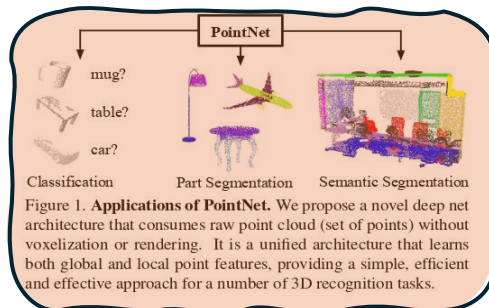 PointNet
mug?
table?
car?
Classification
Part Segmentation
Semantic Segmentation
Figure 1. Applications of PointNet. We propose a novel deep net
architecture that consumes raw point cloud (set of points) without
voxelization or rendering. It is a unified architecture that learns
both global and local point features, providing a simple, efficient
and effective approach for a number of 3D recognition tasks.